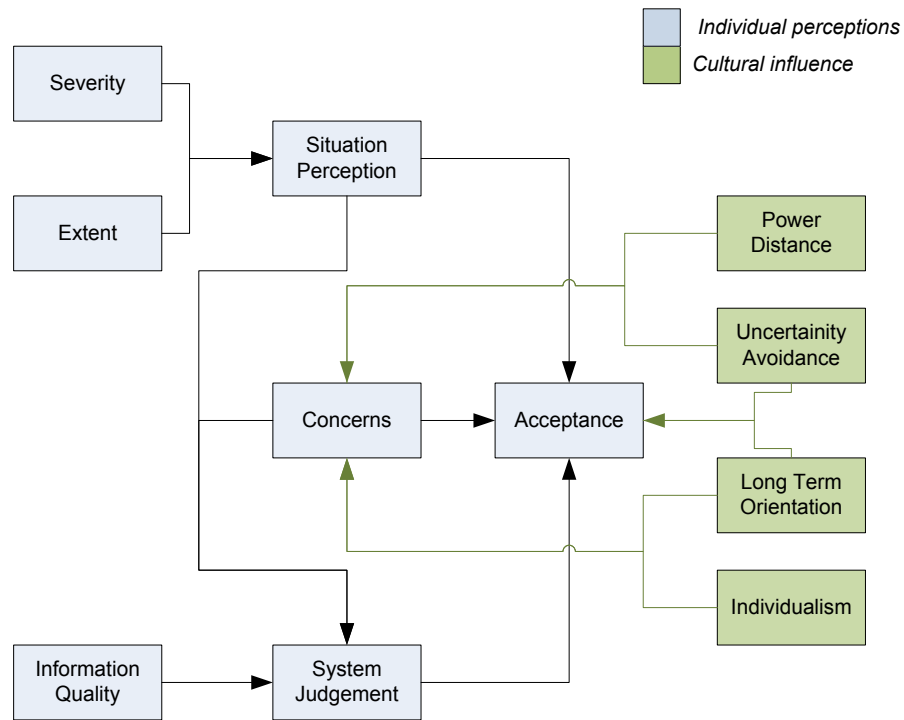 Individual perceptions
Cultural influence
Severity
Situation
Perception
Extent
Power
Distance
Uncertainity
Avoidance
Concerns
Acceptance
Long Term
Orientation
Individualism
Information
Quality
System
Judgement